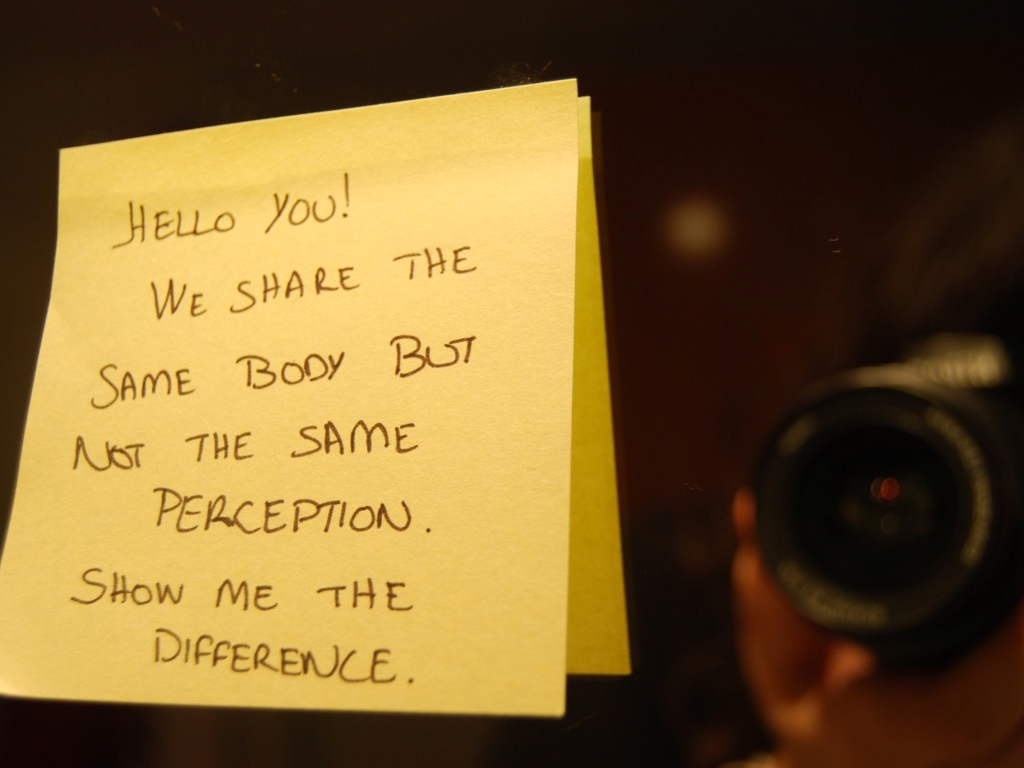 HELLO YOU!
WE SHARE THE
SAME BODY BUT
NOT THE SAME
PERCEPTION.
SHOW ME THE
DIFFERENCE.